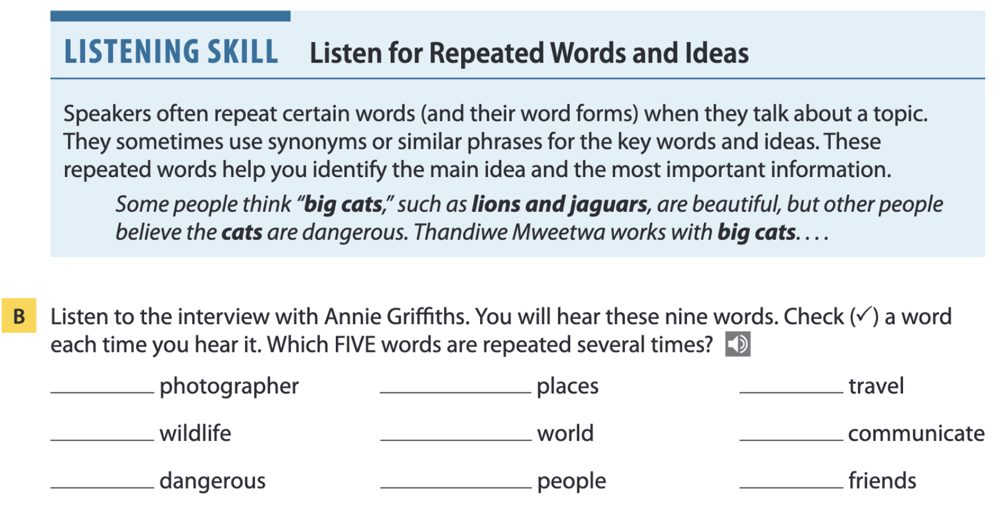 LISTENING SKILL Listen for Repeated Words and Ideas
Speakers often repeat certain words (and their word forms) when they talk about a topic.
They sometimes use synonyms or similar phrases for the key words and ideas. These
repeated words help you identify the main idea and the most important information.
Some people think “big cats,” such as lions and jaguars, are beautiful, but other people
believe the cats are dangerous. Thandiwe Mweetwa works with big cats. . . .
B Listen to the interview with Annie Griffiths. You will hear these nine words. Check (✓) a word
each time you hear it. Which FIVE words are repeated several times?
________ photographer ________ places ________ travel
________ wildlife ________ world ________ communicate
________ dangerous ________ people ________ friends